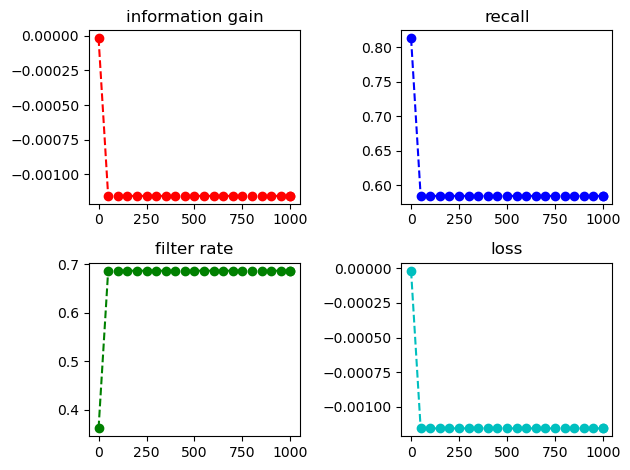 information gain
0.00000
−0.00025
−0.00050
−0.00075
−0.00100
0 250 500 750 1000
recall
0.80
0.75
0.70
0.65
0.60
0 250 500 750 1000
filter rate
0.7
0.6
0.5
0.4
0 250 500 750 1000
loss
0.00000
−0.00025
−0.00050
−0.00075
−0.00100
0 250 500 750 1000